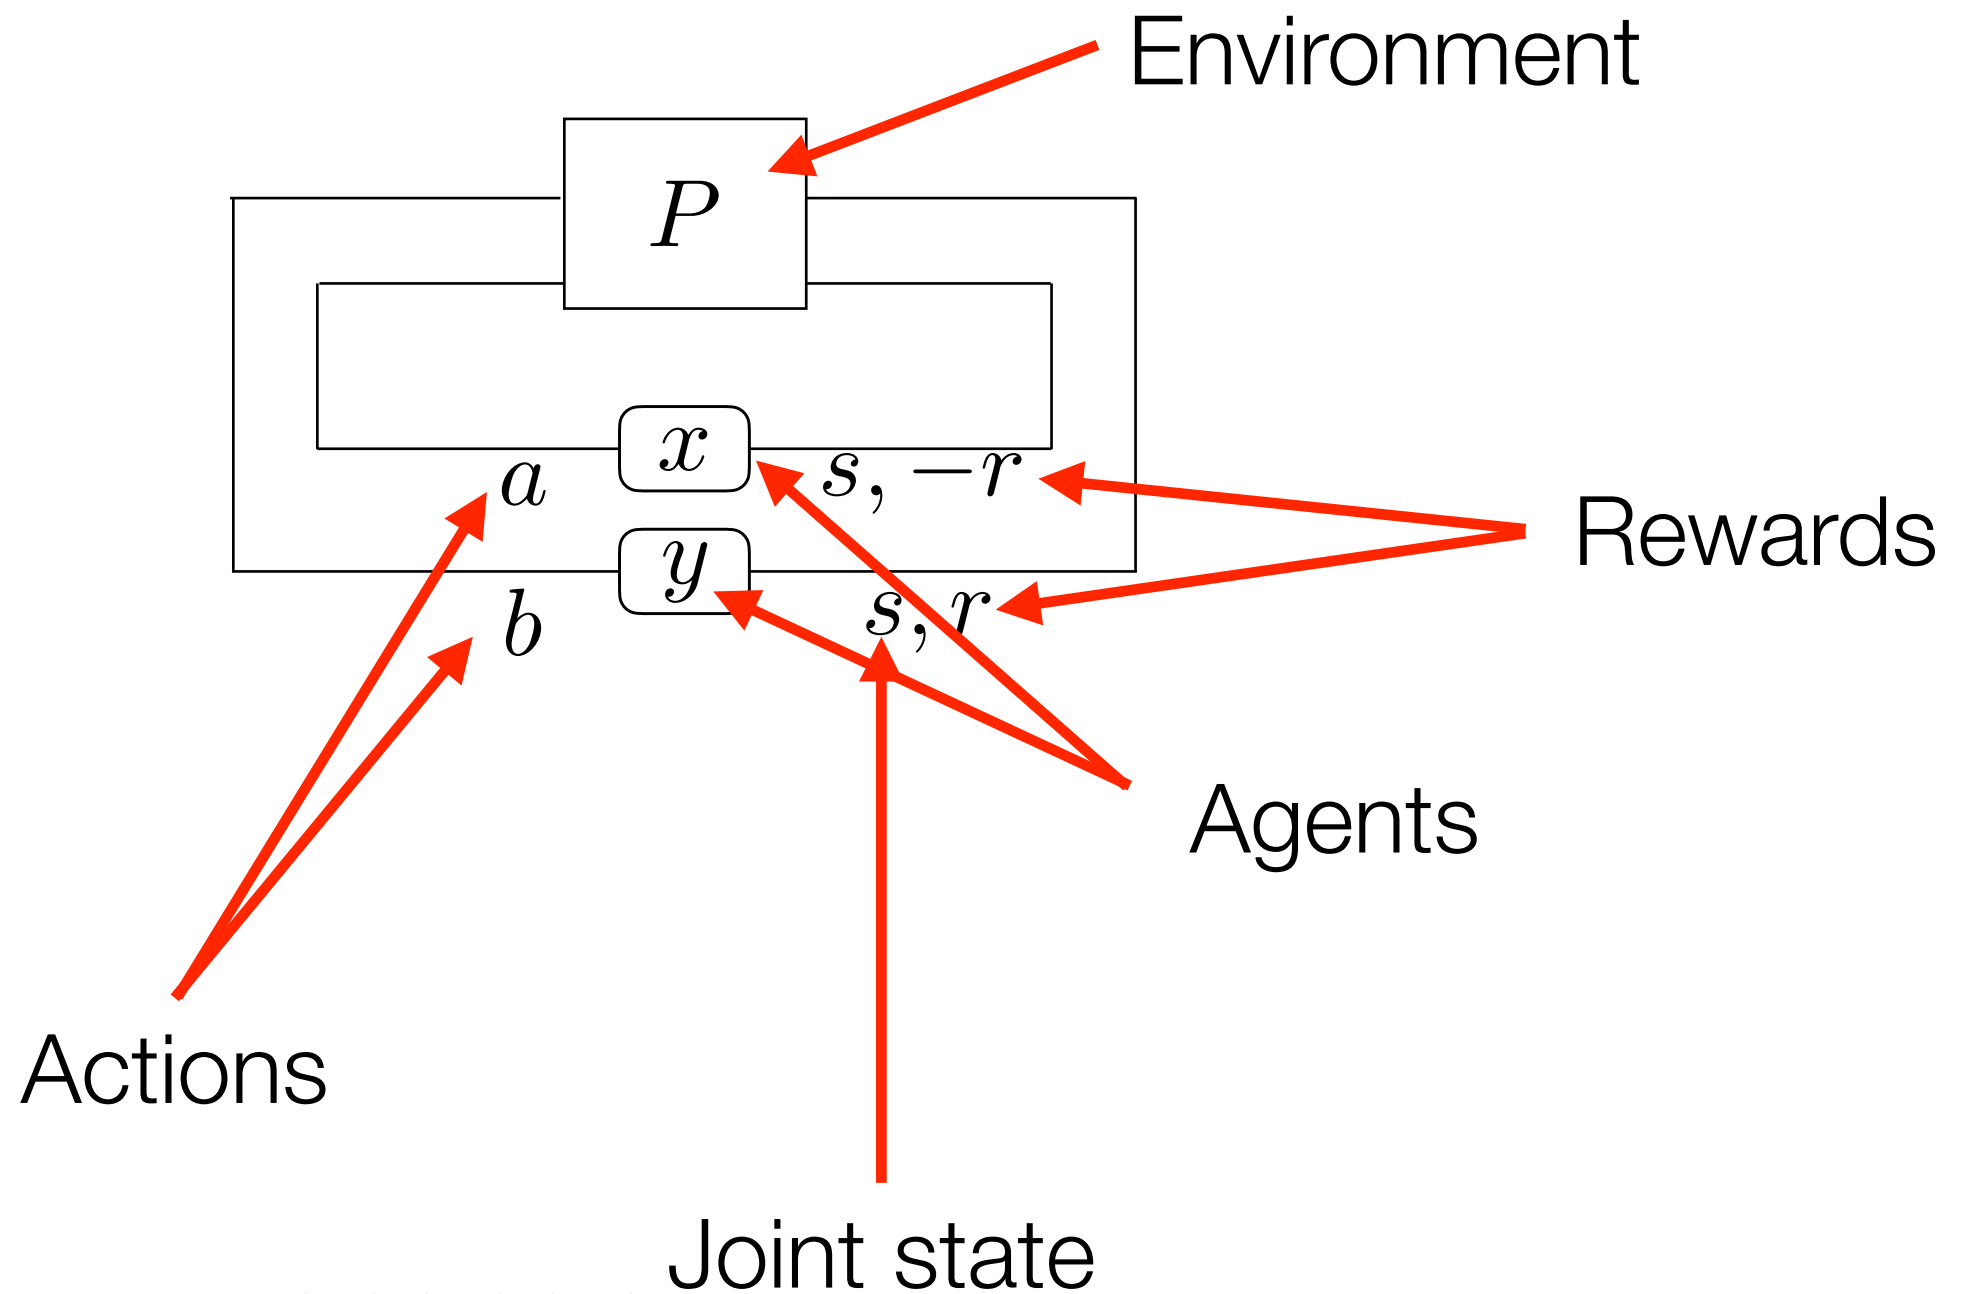 Environment
P
x
a
s, −r
Rewards
y
b
s, r
Agents
Actions
Joint state